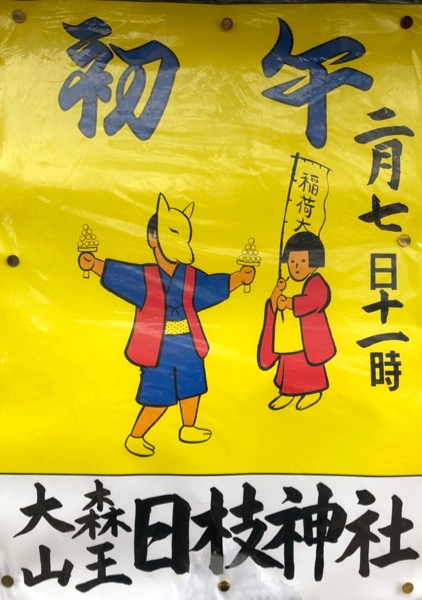 初午
二月七日十一時
稲荷大
大森
山王
日枝神社